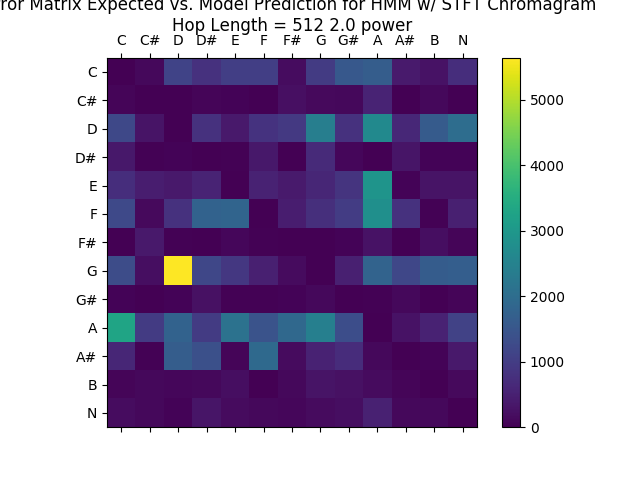 ror Matrix Expected vs. Model Prediction for HMM w/ STFT Chromagram
Hop Length = 512 2.0 power
C C# D D# E F F# G G# A A# B N
C
C#
D
D#
E
F
F#
G
G#
A
A#
B
N
5000
4000
3000
2000
1000
0